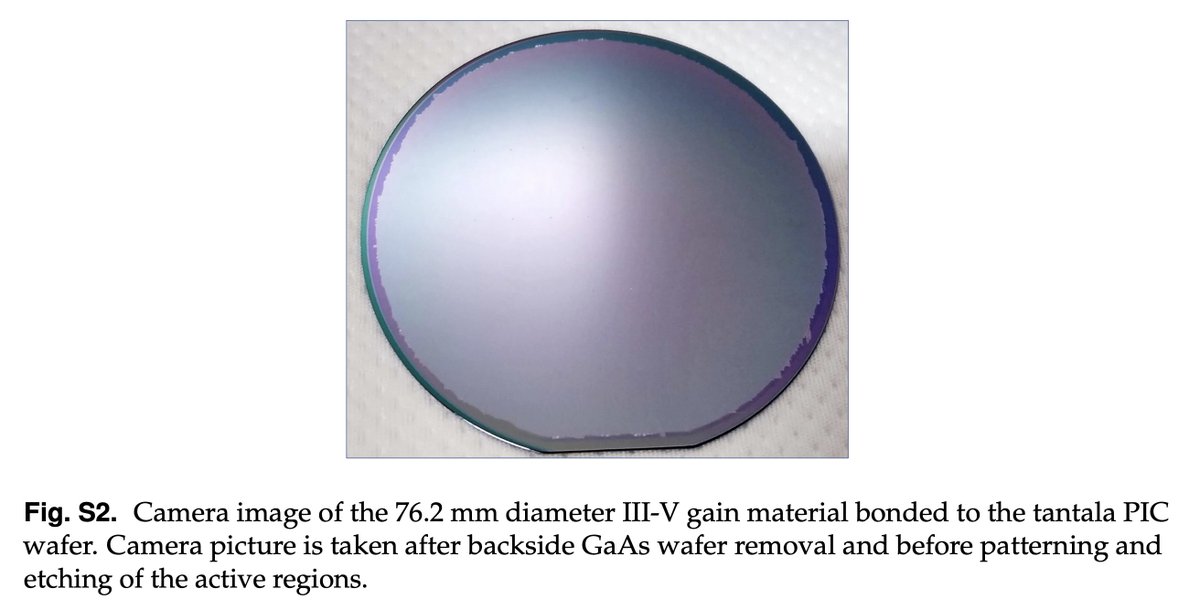 Fig. S2. Camera image of the 76.2 mm diameter III-V gain material bonded to the tantala PIC
wafer. Camera picture is taken after backside GaAs wafer removal and before patterning and
etching of the active regions.